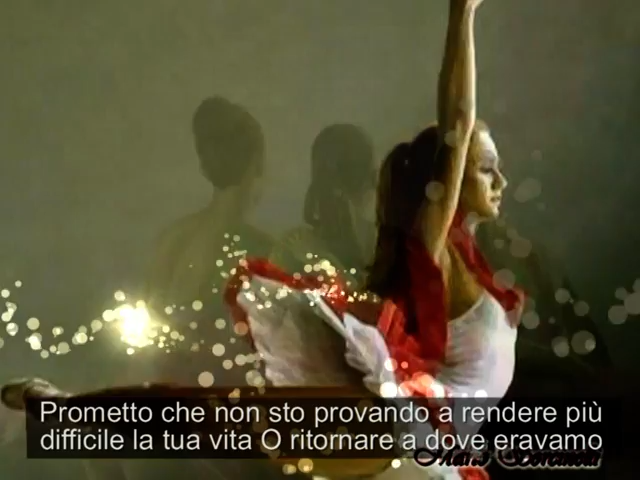 Prometto che non sto provando a rendere più
difficile la tua vita O ritornare a dove eravamo